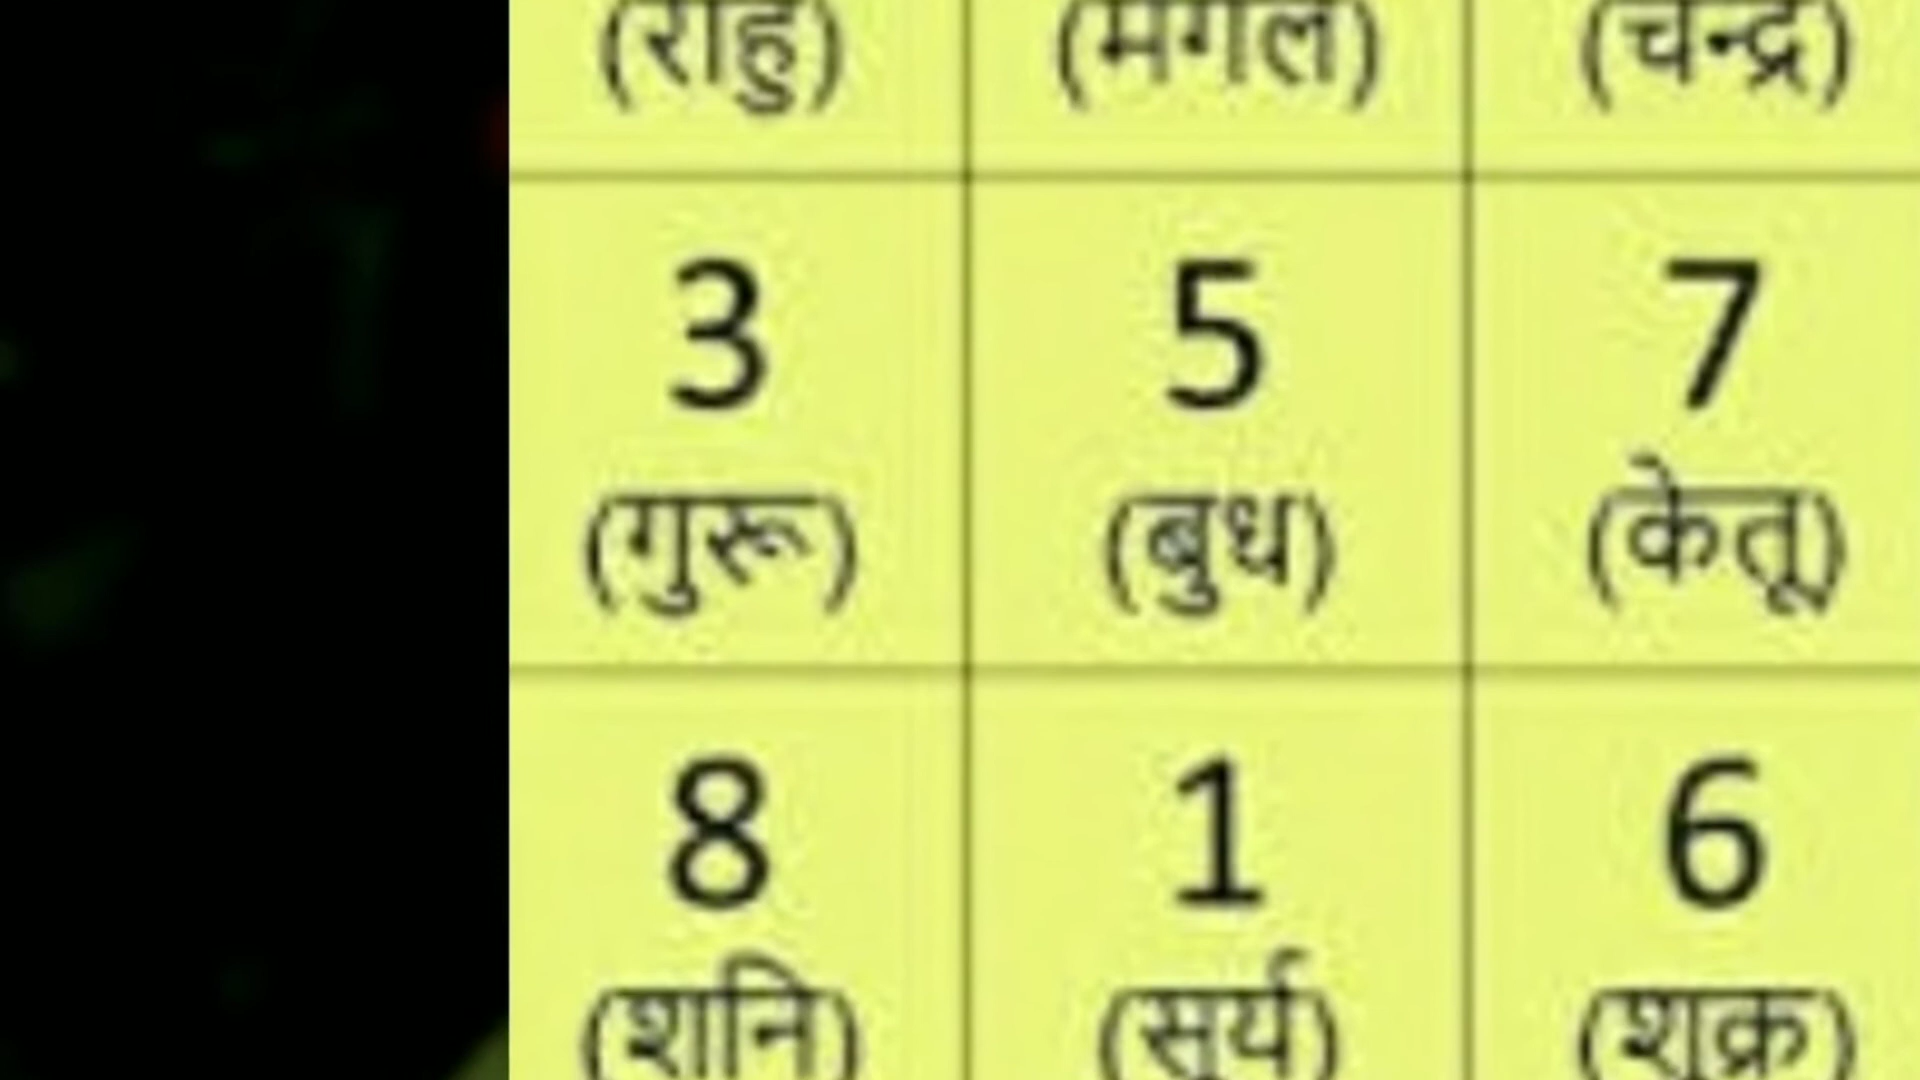 (राहु) (मंगल) (चन्द्र)
3 5 7
(गुरू) (बुध) (केतू)
8 1 6
(शनि) (सूर्य) (शुक्र)